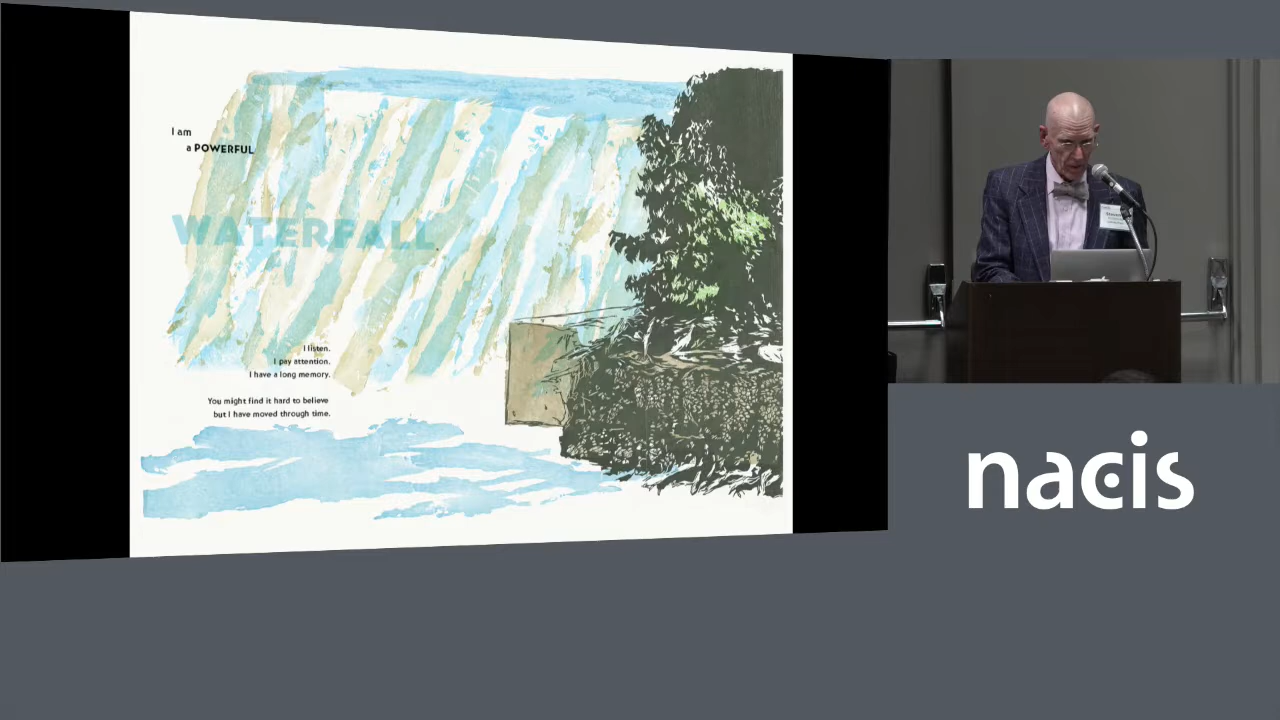 I am
a POWERFUL
WATERFALL.
I listen.
I pay attention.
I have a long memory.
You might find it hard to believe
but I have moved through time.
nacis